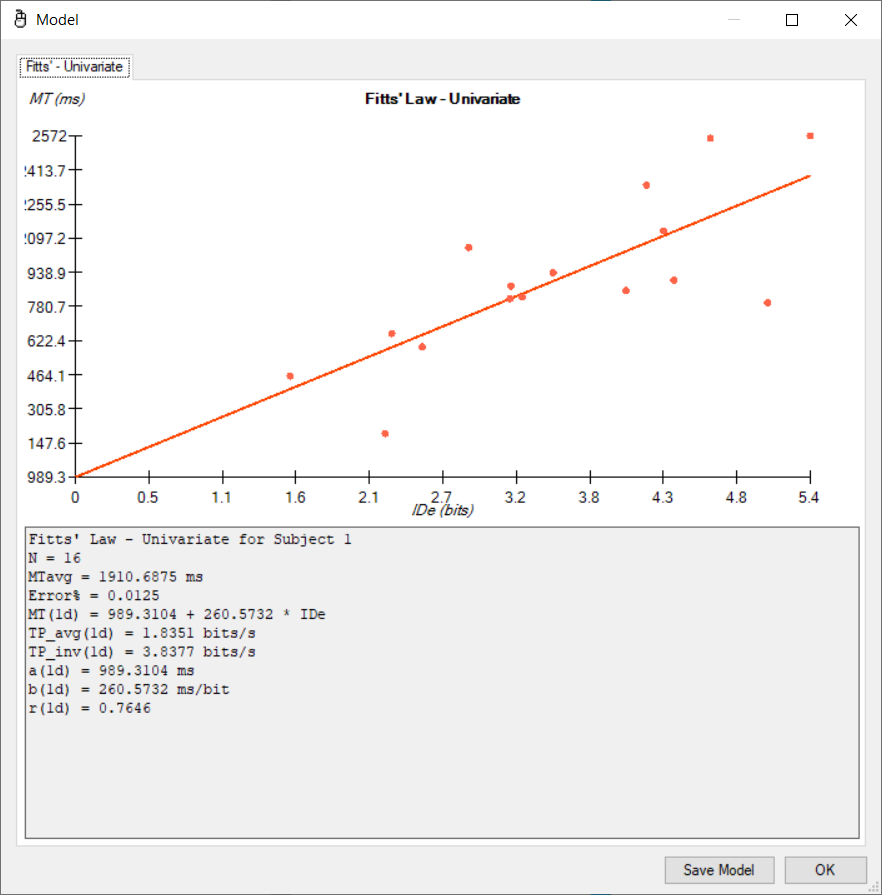 Model
Fitts' - Univariate
MT (ms)
Fitts' Law - Univariate
2572
2413.7
2255.5
2097.2
938.9
780.7
622.4
464.1
305.8
147.6
989.3
0 0.5 1.1 1.6 2.1 2.7 3.2 3.8 4.3 4.8 5.4
IDe (bits)
Fitts' Law - Univariate for Subject 1
N = 16
MTavg = 1910.6875 ms
Error% = 0.0125
MT(1d) = 989.3104 + 260.5732 * IDe
TP_avg(1d) = 1.8351 bits/s
TP_inv(1d) = 3.8377 bits/s
a(1d) = 989.3104 ms
b(1d) = 260.5732 ms/bit
r(1d) = 0.7646
Save Model OK